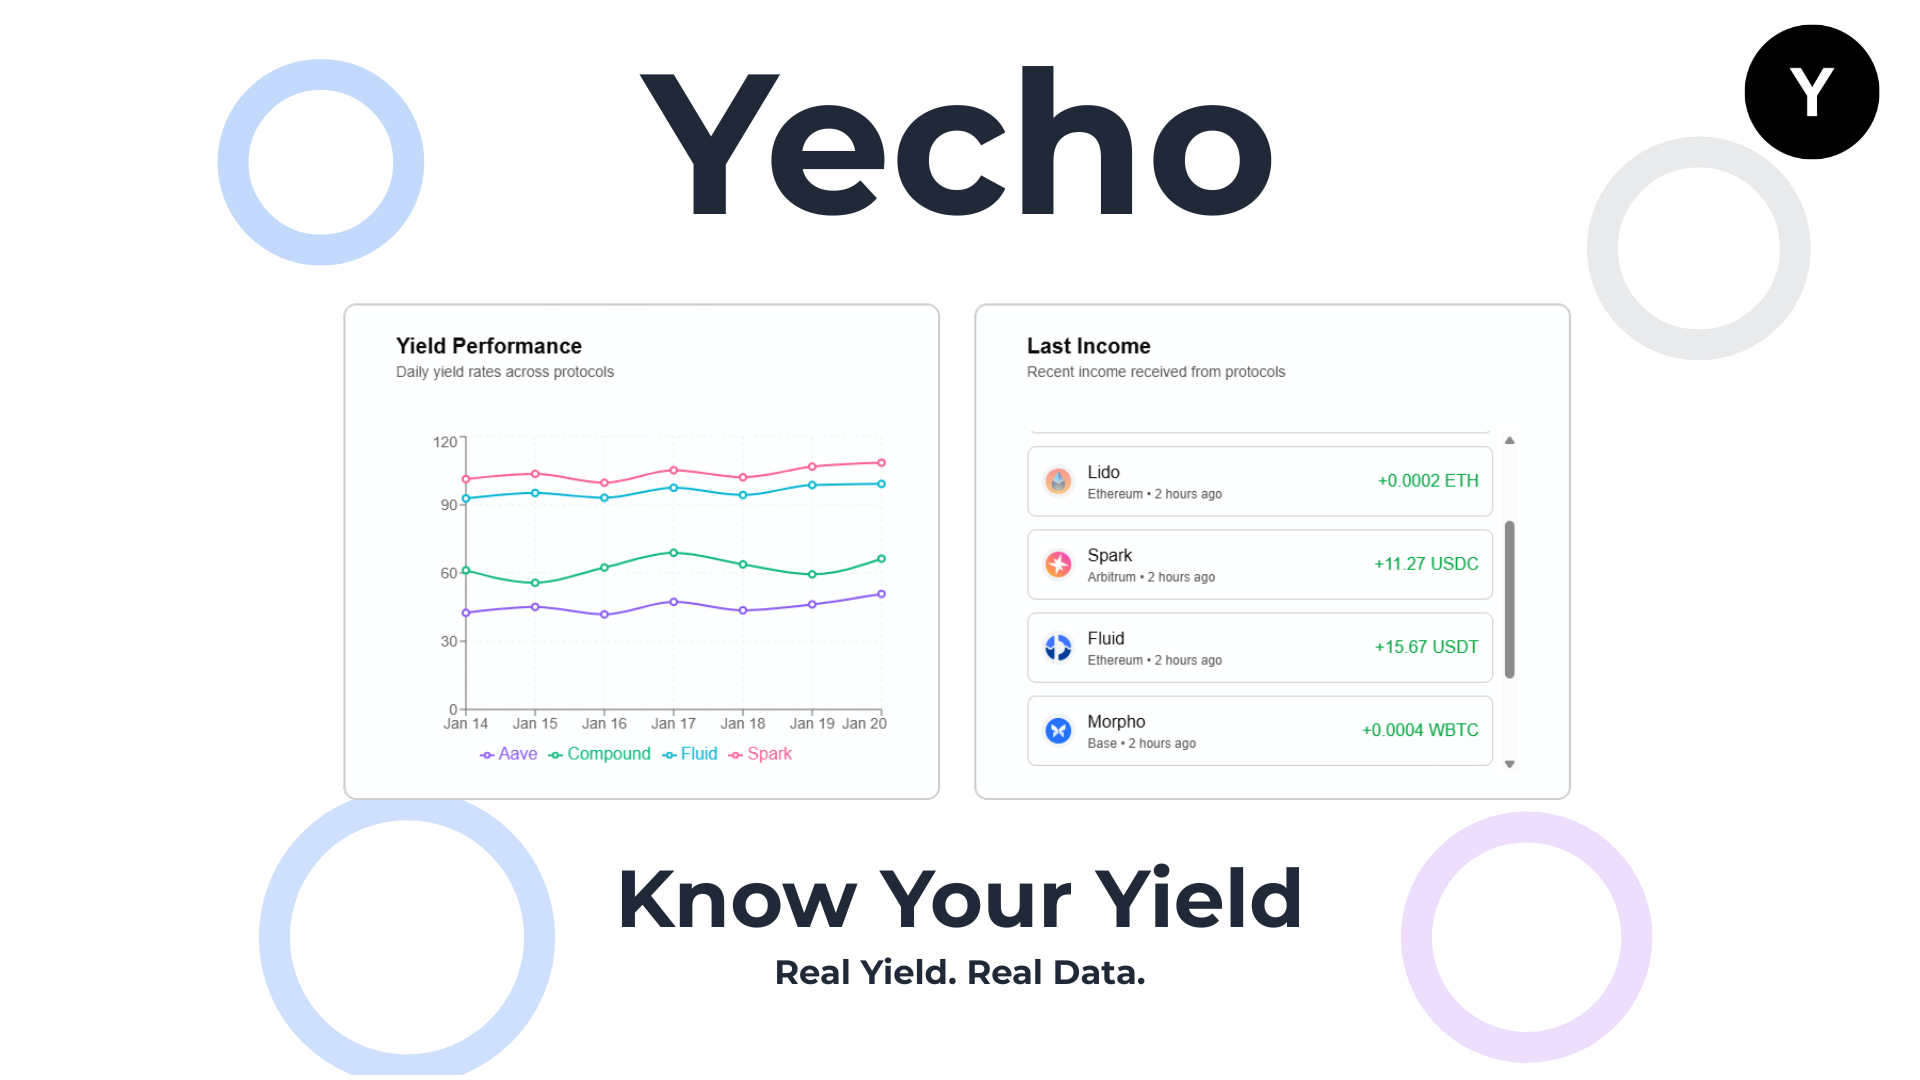 Yecho
Y
Yield Performance
Daily yield rates across protocols
120
90
60
30
0
Jan 14 Jan 15 Jan 16 Jan 17 Jan 18 Jan 19 Jan 20
Aave Compound Fluid Spark
Last Income
Recent income received from protocols
Lido
Ethereum • 2 hours ago
+0.0002 ETH
Spark
Arbitrum • 2 hours ago
+11.27 USDC
Fluid
Ethereum • 2 hours ago
+15.67 USDT
Morpho
Base • 2 hours ago
+0.0004 WBTC
Know Your Yield
Real Yield. Real Data.